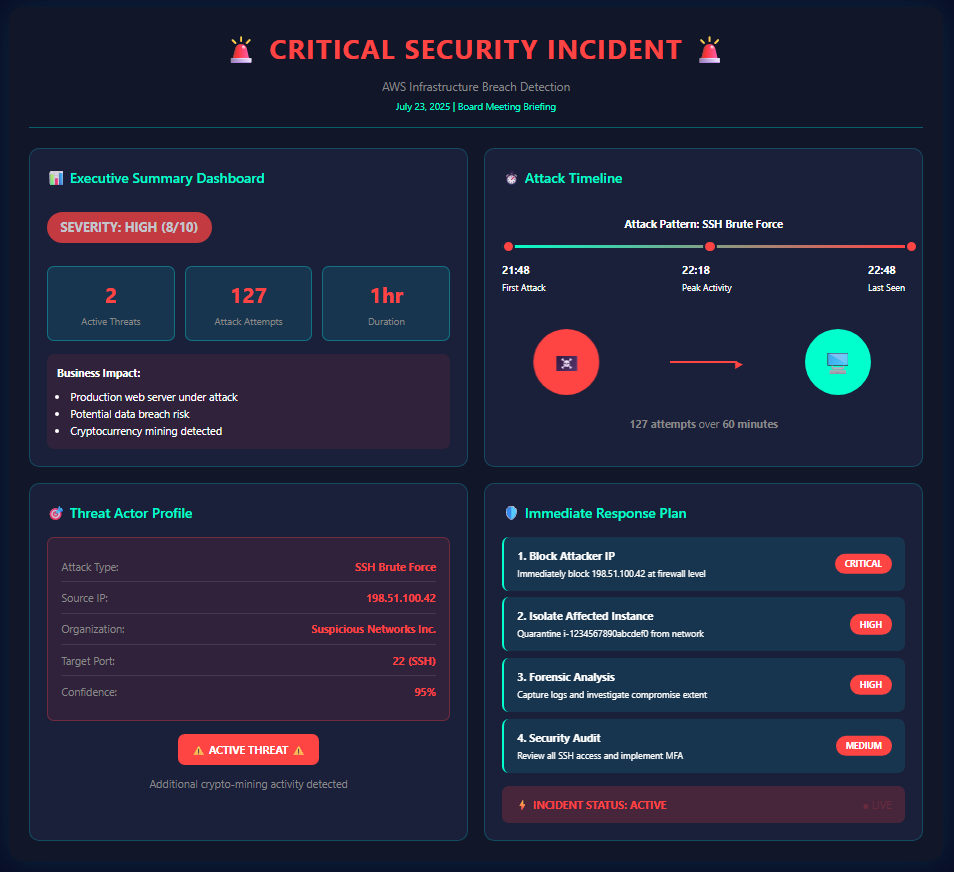 CRITICAL SECURITY INCIDENT
AWS Infrastructure Breach Detection
July 23, 2025 | Board Meeting Briefing
Executive Summary Dashboard
SEVERITY: HIGH (8/10)
2
Active Threats
127
Attack Attempts
1hr
Duration
Business Impact:
• Production web server under attack
• Potential data breach risk
• Cryptocurrency mining detected
Attack Timeline
Attack Pattern: SSH Brute Force
21:48
First Attack
22:18
Peak Activity
22:48
Last Seen
127 attempts over 60 minutes
Threat Actor Profile
Attack Type: SSH Brute Force
Source IP: 198.51.100.42
Organization: Suspicious Networks Inc.
Target Port: 22 (SSH)
Confidence: 95%
ACTIVE THREAT
Additional crypto-mining activity detected
Immediate Response Plan
1. Block Attacker IP
Immediately block 198.51.100.42 at firewall level
CRITICAL
2. Isolate Affected Instance
Quarantine i-1234567890abcdef0 from network
HIGH
3. Forensic Analysis
Capture logs and investigate compromise extent
HIGH
4. Security Audit
Review all SSH access and implement MFA
MEDIUM
INCIDENT STATUS: ACTIVE
● LIVE